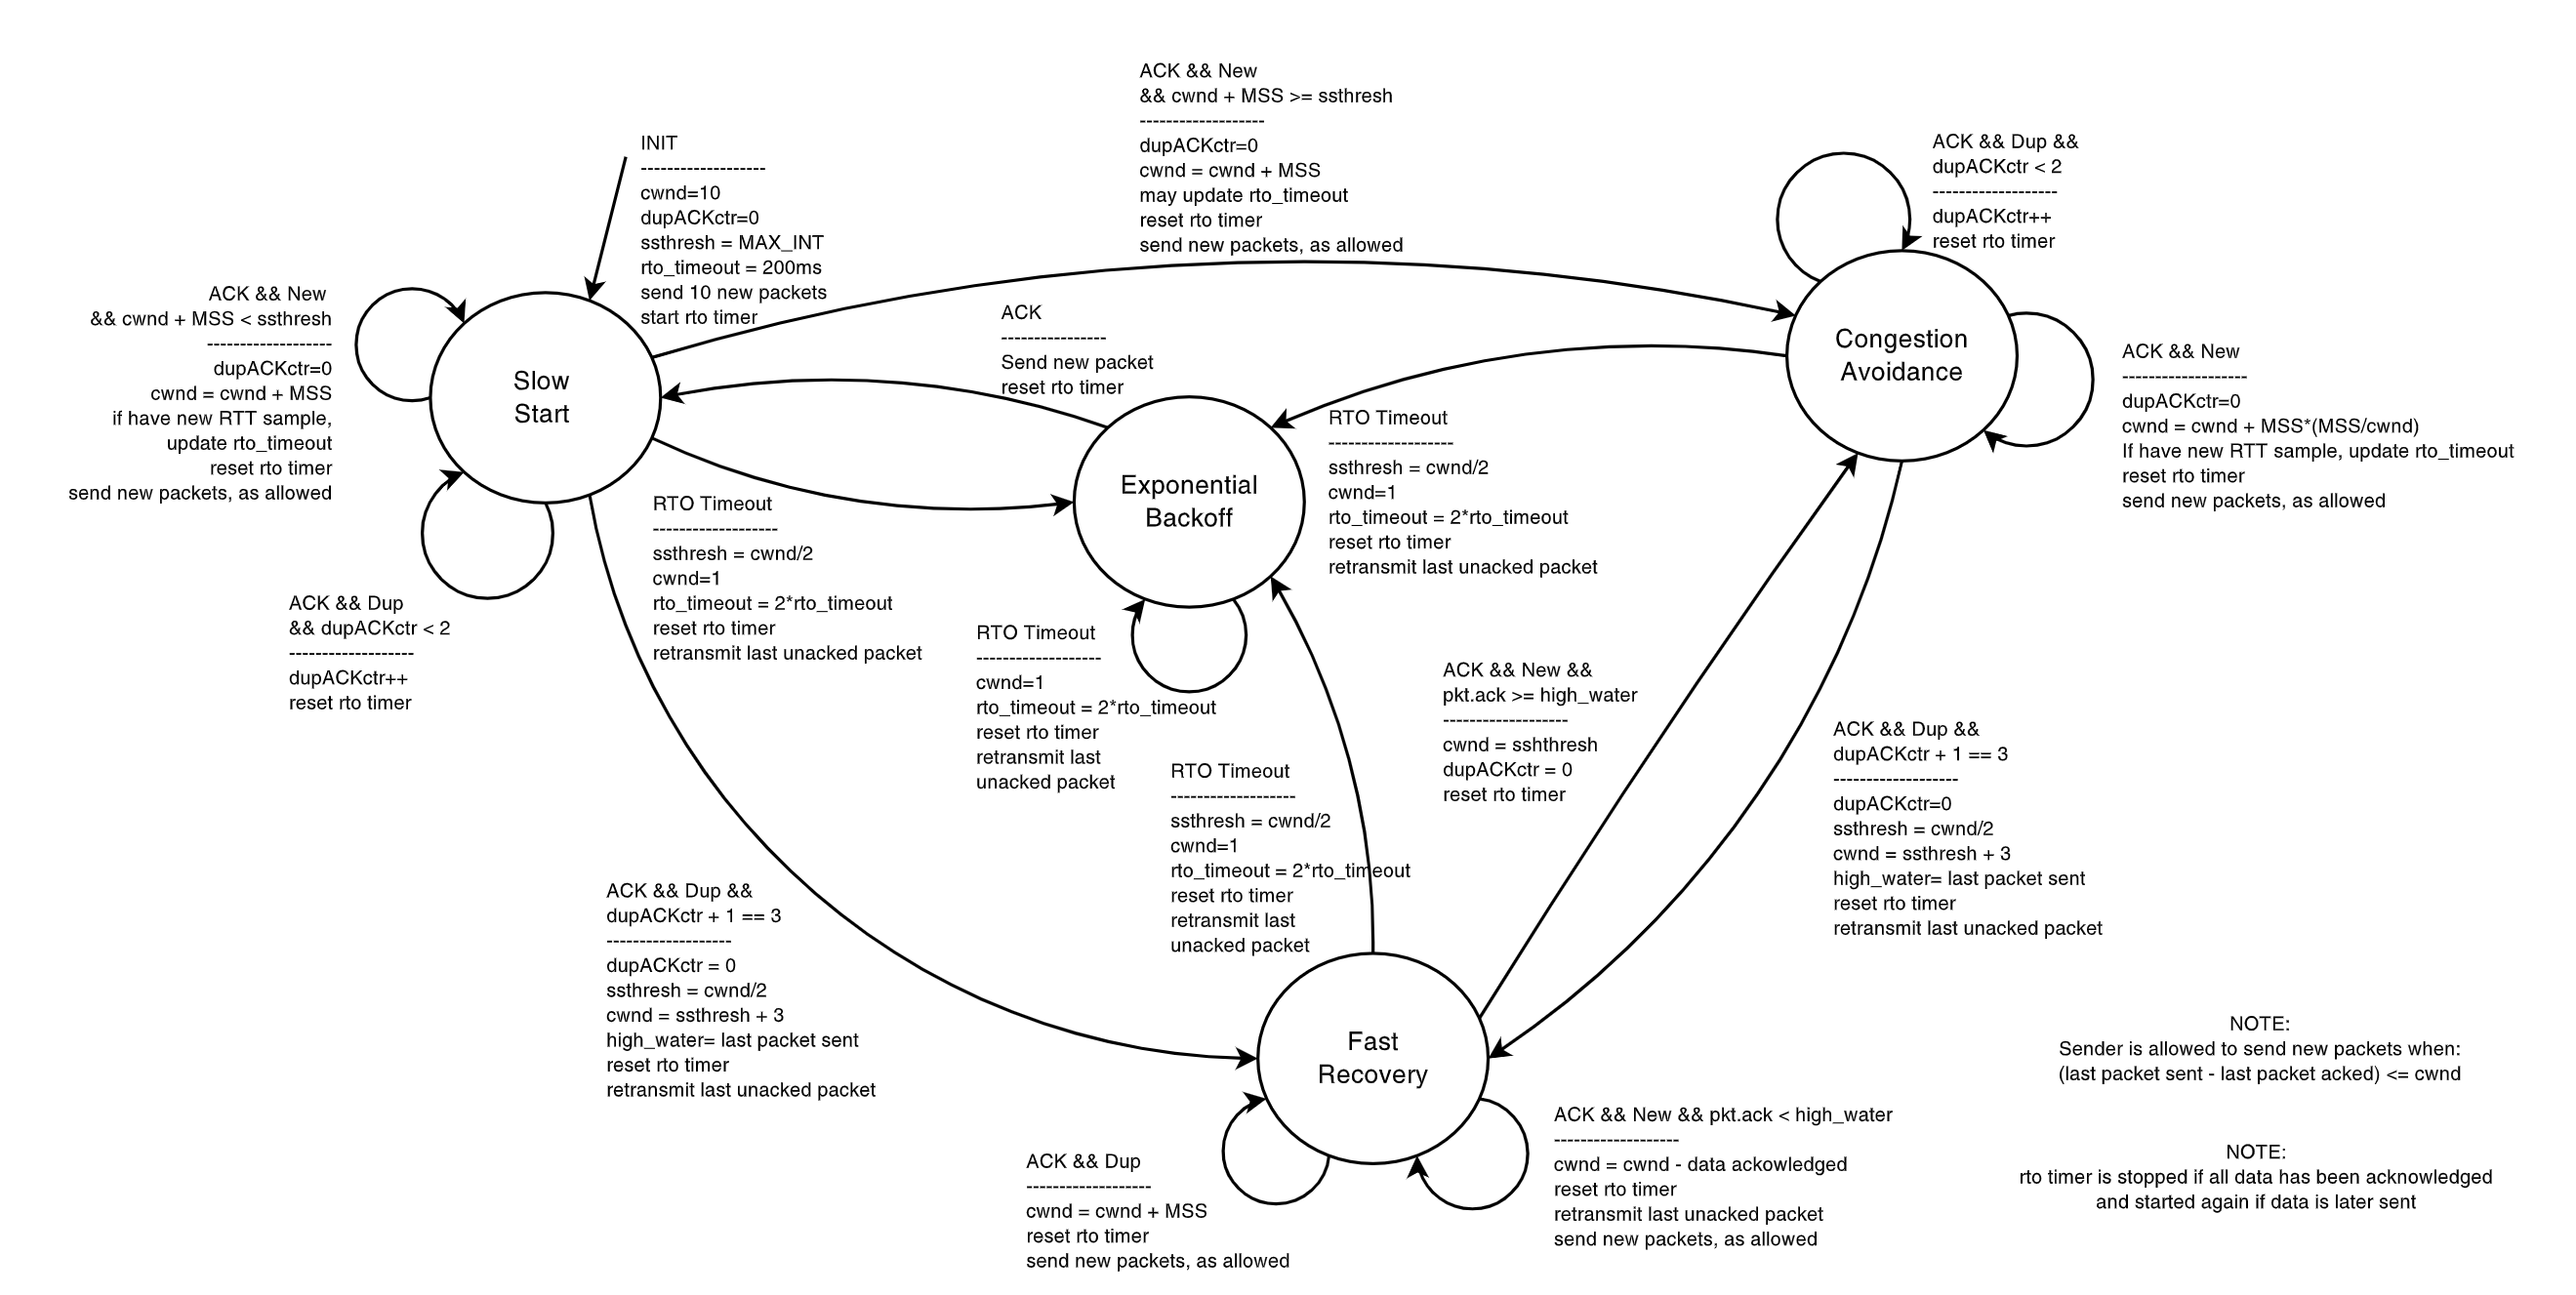 ACK && New
&& cwnd + MSS >= ssthresh
-------------------
dupACKctr=0
cwnd = cwnd + MSS
may update rto_timeout
reset rto timer
send new packets, as allowed
INIT
-------------------
cwnd=10
dupACKctr=0
ssthresh = MAX_INT
rto_timeout = 200ms
send 10 new packets
start rto timer
ACK && Dup &&
dupACKctr < 2
-------------------
dupACKctr++
reset rto timer
ACK && New
&& cwnd + MSS < ssthresh
-------------------
dupACKctr=0
cwnd = cwnd + MSS
if have new RTT sample,
update rto_timeout
reset rto timer
send new packets, as allowed
Slow
Start
ACK
----------------
Send new packet
reset rto timer
Congestion
Avoidance
ACK && New
-------------------
dupACKctr=0
cwnd = cwnd + MSS*(MSS/cwnd)
If have new RTT sample, update rto_timeout
reset rto timer
send new packets, as allowed
RTO Timeout
-------------------
ssthresh = cwnd/2
cwnd=1
rto_timeout = 2*rto_timeout
reset rto timer
retransmit last unacked packet
Exponential
Backoff
RTO Timeout
-------------------
ssthresh = cwnd/2
cwnd=1
rto_timeout = 2*rto_timeout
reset rto timer
retransmit last unacked packet
ACK && Dup
&& dupACKctr < 2
-------------------
dupACKctr++
reset rto timer
RTO Timeout
-------------------
cwnd=1
rto_timeout = 2*rto_timeout
reset rto timer
retransmit last
unacked packet
ACK && New &&
pkt.ack >= high_water
-------------------
cwnd = sshthresh
dupACKctr = 0
reset rto timer
ACK && Dup &&
dupACKctr + 1 == 3
-------------------
dupACKctr=0
ssthresh = cwnd/2
cwnd = ssthresh + 3
high_water= last packet sent
reset rto timer
retransmit last unacked packet
RTO Timeout
-------------------
ssthresh = cwnd/2
cwnd=1
rto_timeout = 2*rto_timeout
reset rto timer
retransmit last
unacked packet
ACK && Dup &&
dupACKctr + 1 == 3
-------------------
dupACKctr = 0
ssthresh = cwnd/2
cwnd = ssthresh + 3
high_water= last packet sent
reset rto timer
retransmit last unacked packet
Fast
Recovery
NOTE:
Sender is allowed to send new packets when:
(last packet sent - last packet acked) <= cwnd
ACK && New && pkt.ack < high_water
-------------------
cwnd = cwnd - data ackowledged
reset rto timer
retransmit last unacked packet
send new packets, as allowed
ACK && Dup
-------------------
cwnd = cwnd + MSS
reset rto timer
send new packets, as allowed
NOTE:
rto timer is stopped if all data has been acknowledged
and started again if data is later sent